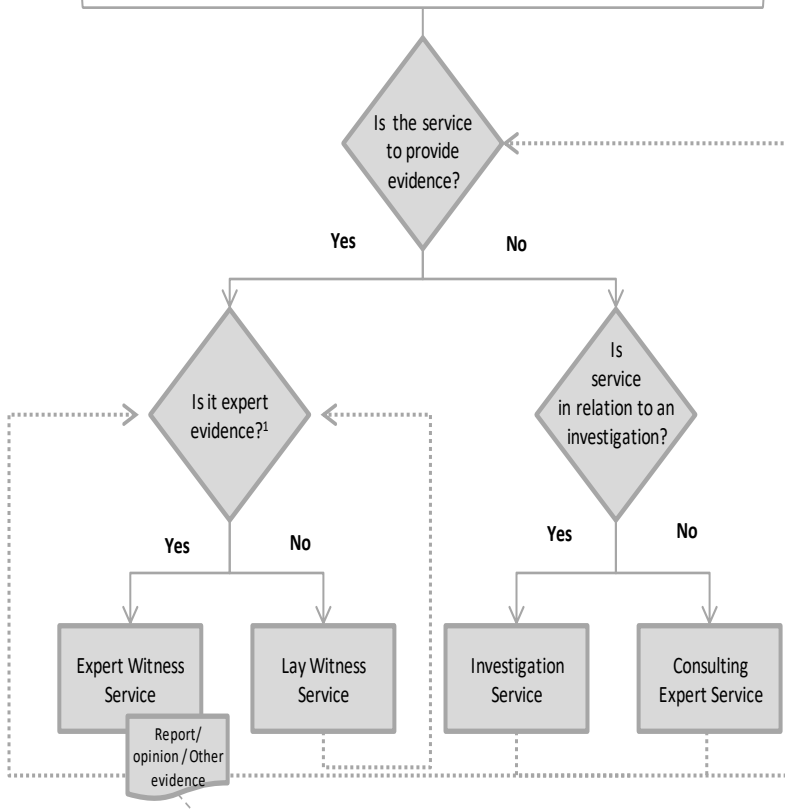 Is the service
to provide
evidence?
Yes
No
Is it expert
evidence?¹
Is
service
in relation to an
investigation?
Yes
No
Yes
No
Expert Witness
Service
Lay Witness
Service
Investigation
Service
Consulting
Expert Service
Report/
opinion / Other
evidence